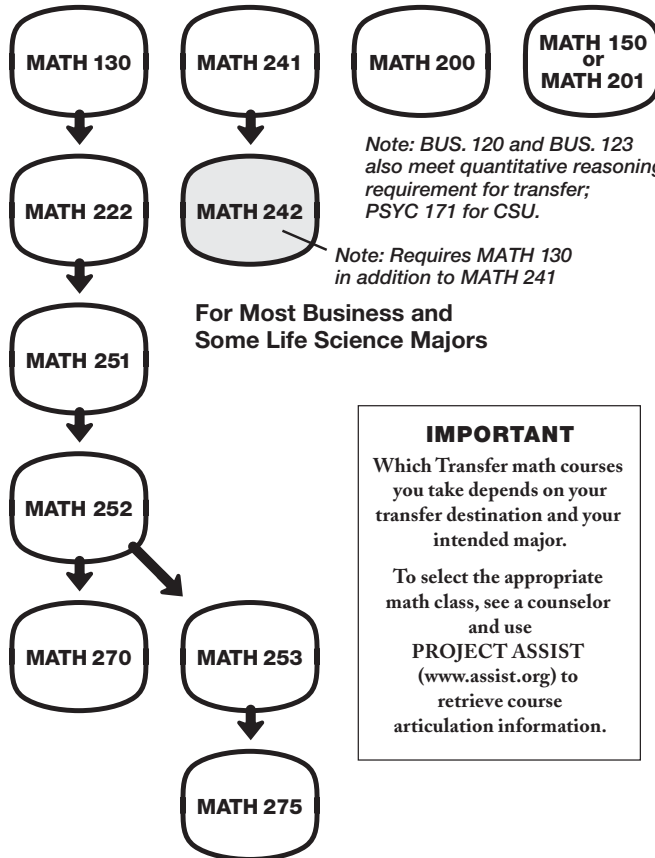 MATH 130
MATH 241
MATH 200
MATH 150
or
MATH 201
Note: BUS. 120 and BUS. 123
also meet quantitative reasoning
requirement for transfer;
PSYC 171 for CSU.
MATH 222
MATH 242
Note: Requires MATH 130
in addition to MATH 241
For Most Business and
Some Life Science Majors
MATH 251
MATH 252
MATH 270
MATH 253
MATH 275
IMPORTANT
Which Transfer math courses
you take depends on your
transfer destination and your
intended major.
To select the appropriate
math class, see a counselor
and use
PROJECT ASSIST
(www.assist.org) to
retrieve course
articulation information.